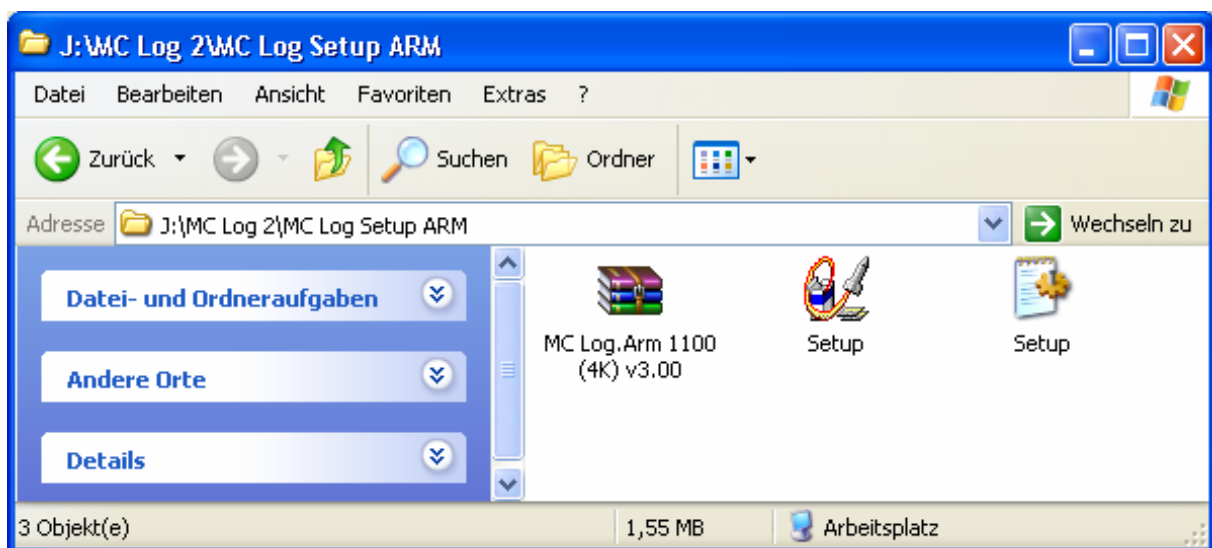 J:\MC Log 2\MC Log Setup ARM
Datei Bearbeiten Ansicht Favoriten Extras ?
Zurück Suchen Ordner
Adresse J:\MC Log 2\MC Log Setup ARM Wechseln zu
Datei- und Ordneraufgaben
Andere Orte
Details
MC Log.Arm 1100
(4K) v3.00
Setup
Setup
3 Objekt(e) 1,55 MB Arbeitsplatz